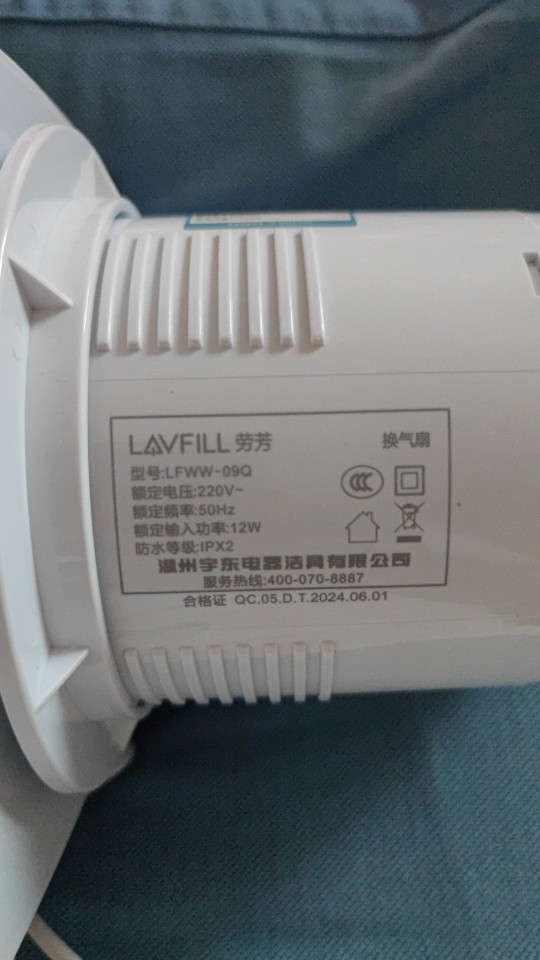 LAVFILL 劳芳 换气扇
型号:LFWW-09Q
额定电压:220V~
额定频率:50Hz
额定输入功率:12W
防水等级:IPX2
温州宇东电器洁具有限公司
服务热线:400-070-8887
合格证 QC.05.D.T.2024.06.01